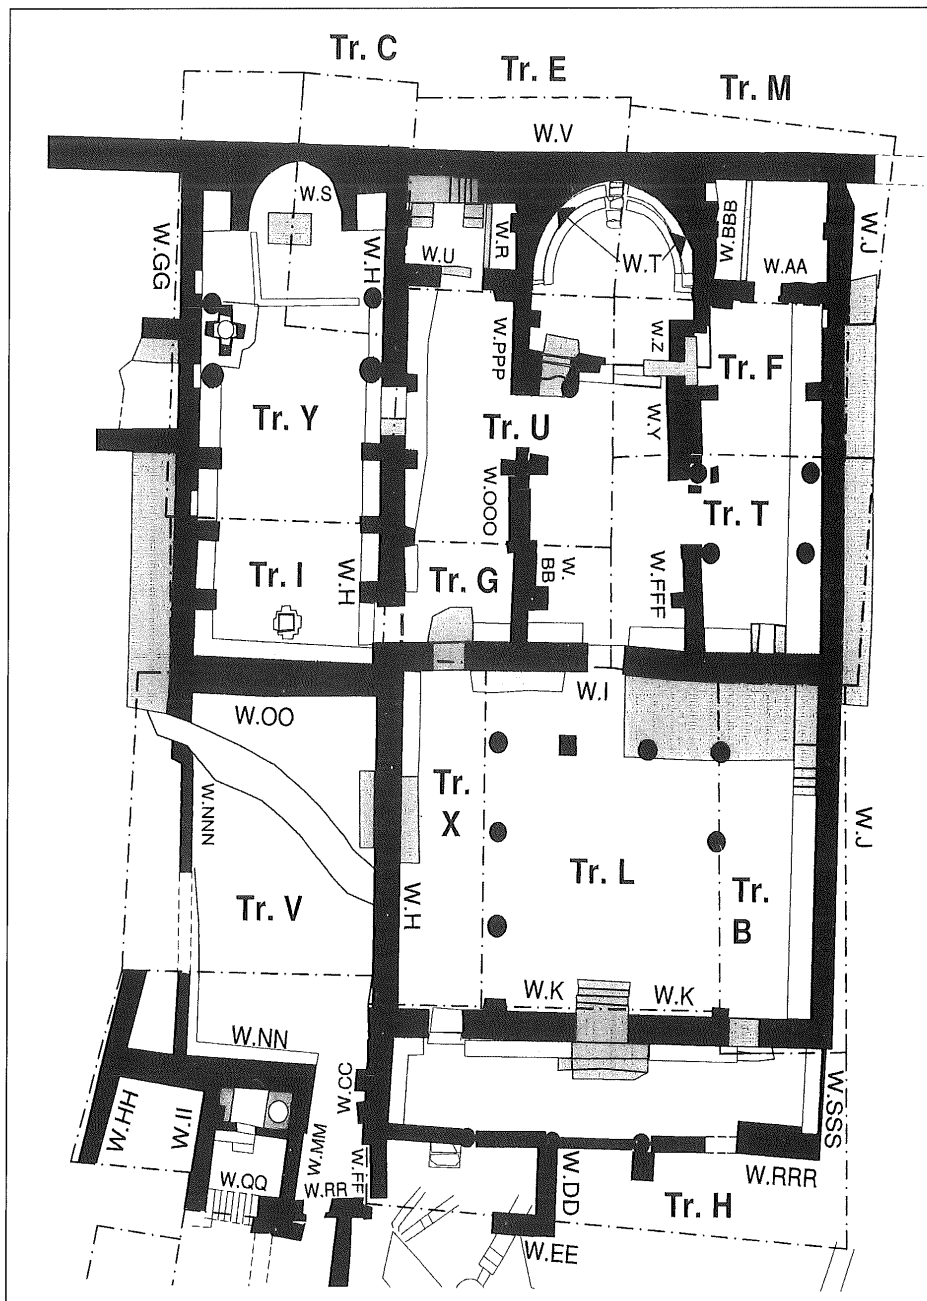 Tr. C
Tr. E
Tr. M
W.V
W.S
W.GG
W.H
W.U
W.R
W.T
W.BBB
W.AA
W.J
W.PPP
W.Z
Tr. F
Tr. Y
Tr. U
W.Y
W.OOO
Tr. T
Tr. I
W.H
Tr. G
W.
BB
W.FFF
W.OO
W.I
W.NNN
Tr.
X
W.J
Tr. L
Tr. V
W.H
Tr.
B
W.K
W.K
W.NN
W.CC
W.SSS
W.HH
W.II
W.MM
W.QQ
W.RR
W.FF
W.DD
W.RRR
Tr. H
W.EE